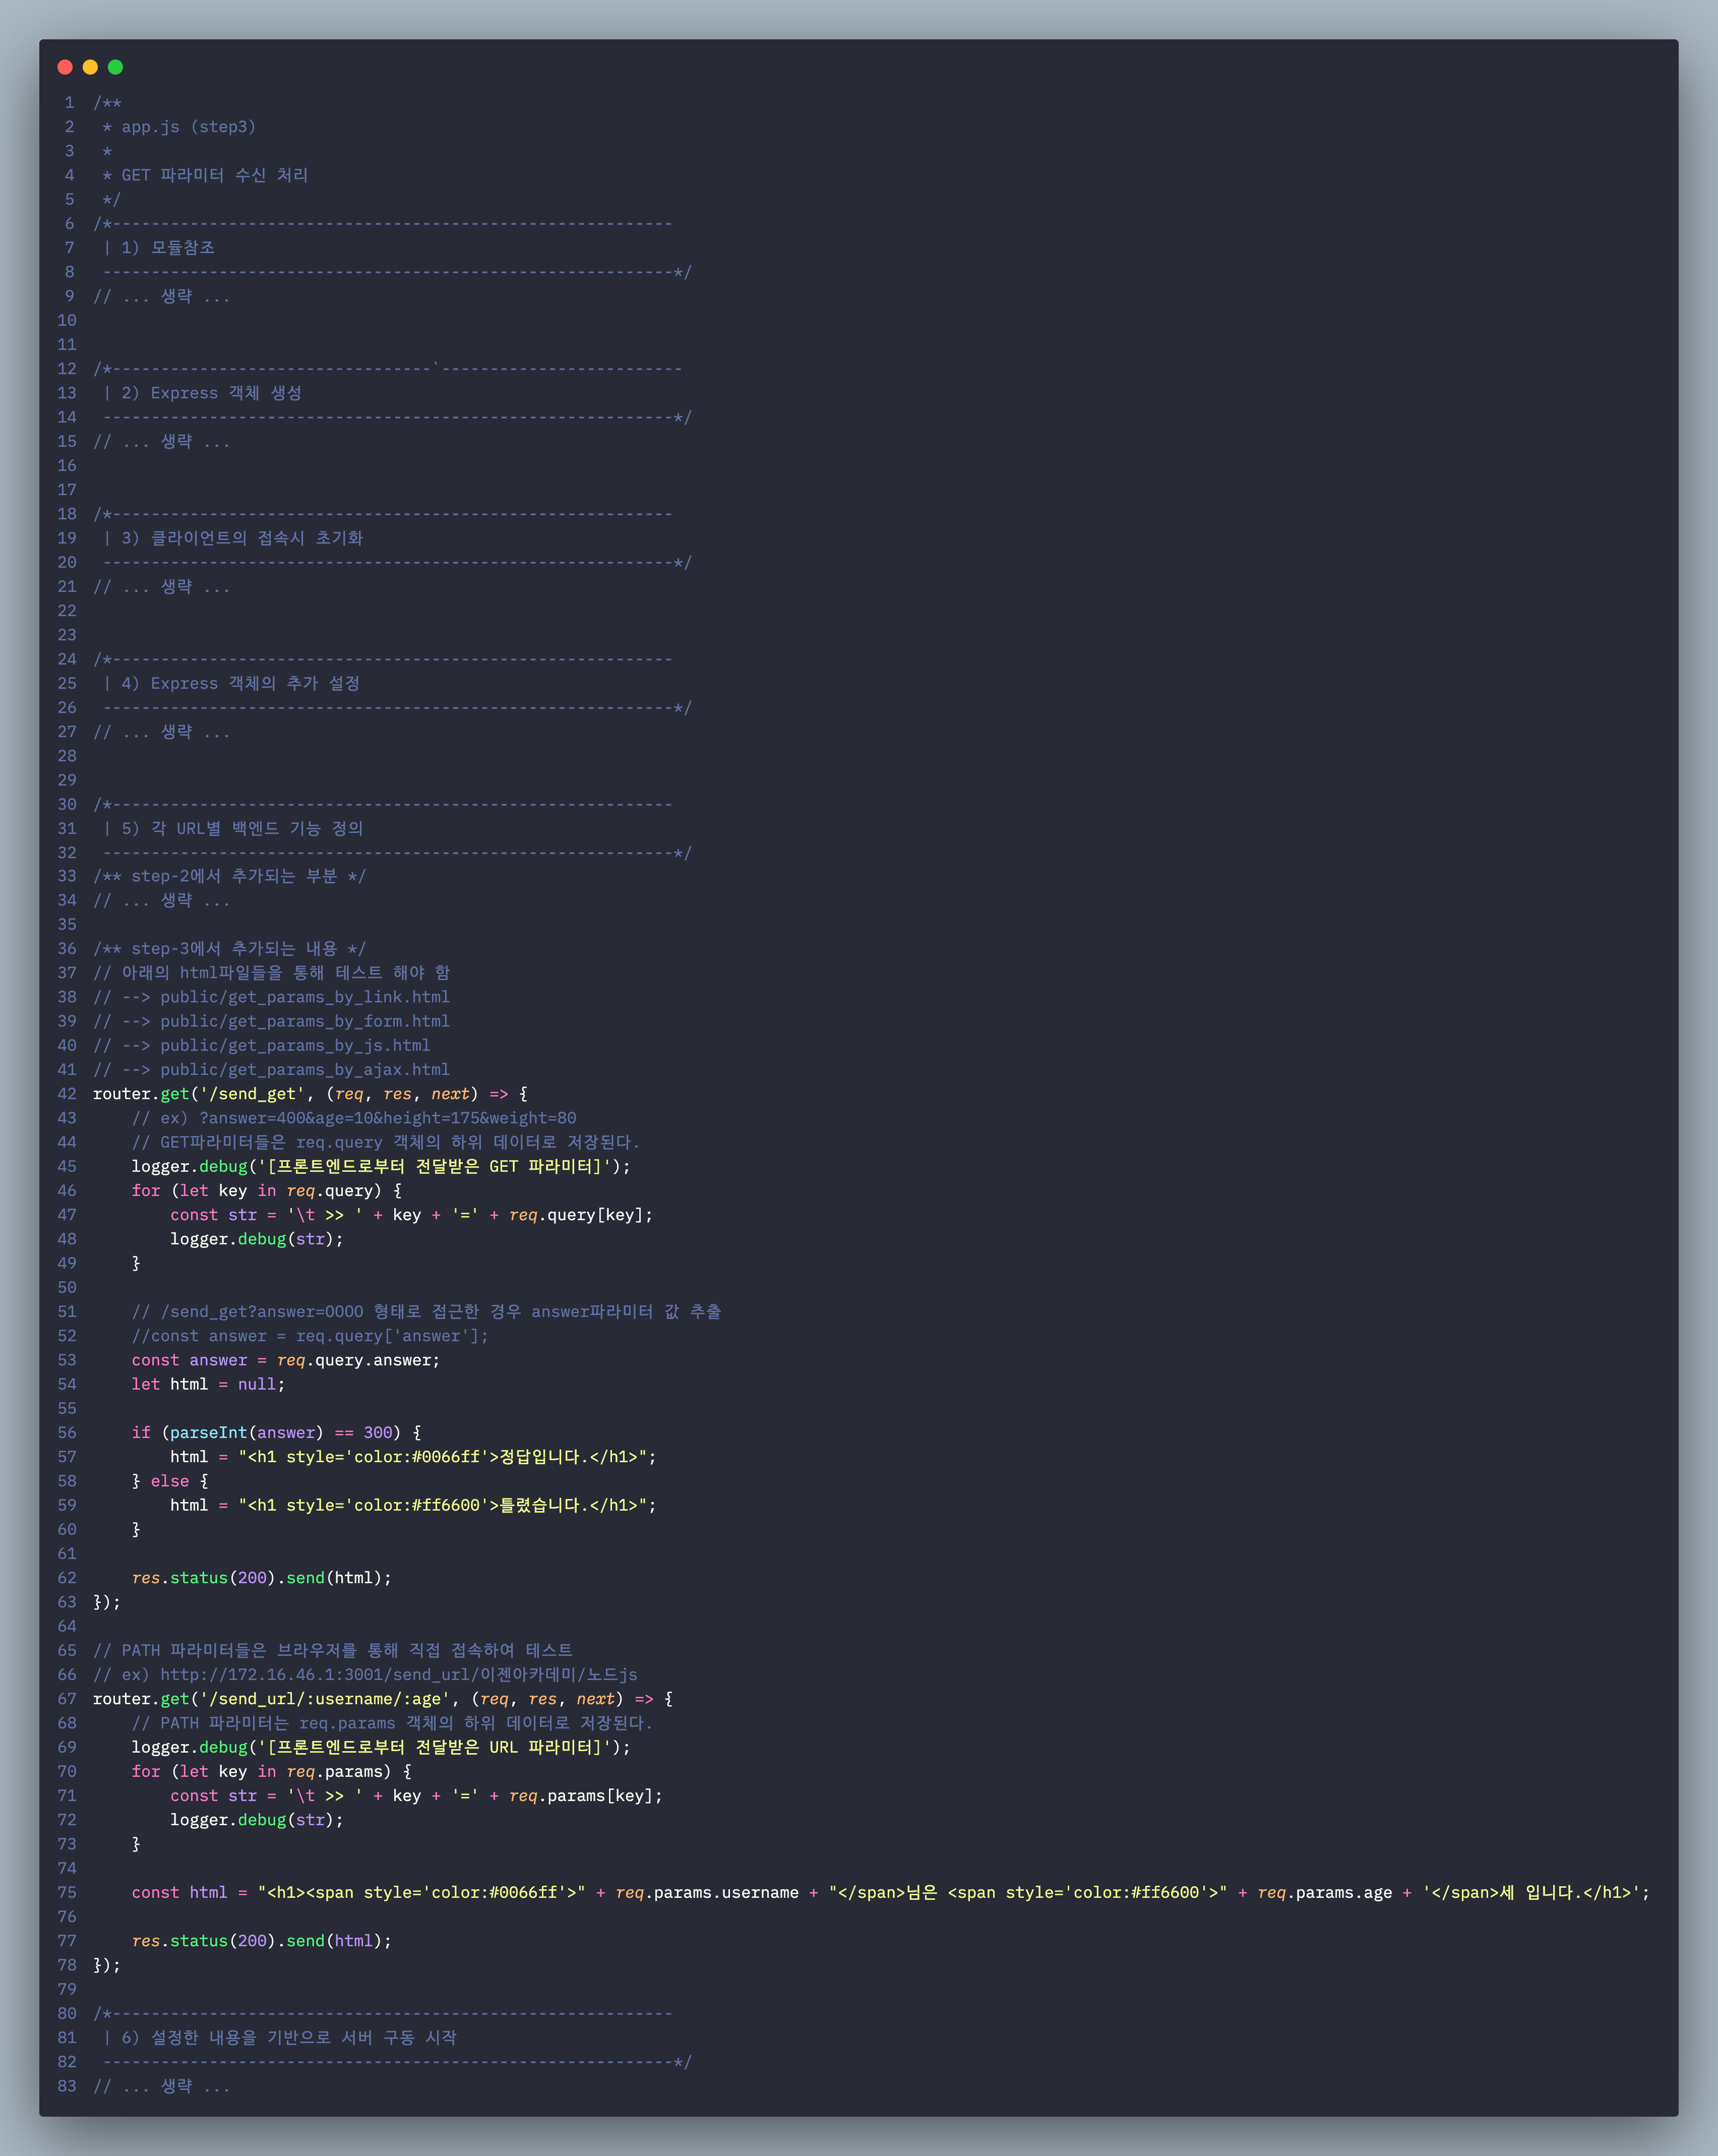 1 /**
2  * app.js (step3)
3  *
4  * GET 파라미터 수신 처리
5  */
6 /*----------------------------------------------------------
7  | 1) 모듈참조
8  -----------------------------------------------------------*/
9 // ... 생략 ...
10
11
12 /*---------------------------------`-------------------------
13  | 2) Express 객체 생성
14  -----------------------------------------------------------*/
15 // ... 생략 ...
16
17
18 /*----------------------------------------------------------
19  | 3) 클라이언트의 접속시 초기화
20  -----------------------------------------------------------*/
21 // ... 생략 ...
22
23
24 /*----------------------------------------------------------
25  | 4) Express 객체의 추가 설정
26  -----------------------------------------------------------*/
27 // ... 생략 ...
28
29
30 /*----------------------------------------------------------
31  | 5) 각 URL별 백엔드 기능 정의
32  -----------------------------------------------------------*/
33 /** step-2에서 추가되는 부분 */
34 // ... 생략 ...
35
36 /** step-3에서 추가되는 내용 */
37 // 아래의 html파일들을 통해 테스트 해야 함
38 // --> public/get_params_by_link.html
39 // --> public/get_params_by_form.html
40 // --> public/get_params_by_js.html
41 // --> public/get_params_by_ajax.html
42 router.get('/send_get', (req, res, next) => {
43     // ex) ?answer=400&age=10&height=175&weight=80
44     // GET파라미터들은 req.query 객체의 하위 데이터로 저장된다.
45     logger.debug('[프론트엔드로부터 전달받은 GET 파라미터]');
46     for (let key in req.query) {
47         const str = '\t >> ' + key + '=' + req.query[key];
48         logger.debug(str);
49     }
50
51     // /send_get?answer=OOOO 형태로 접근한 경우 answer파라미터 값 추출
52     //const answer = req.query['answer'];
53     const answer = req.query.answer;
54     let html = null;
55
56     if (parseInt(answer) == 300) {
57         html = "<h1 style='color:#0066ff'>정답입니다.</h1>";
58     } else {
59         html = "<h1 style='color:#ff6600'>틀렸습니다.</h1>";
60     }
61
62     res.status(200).send(html);
63 });
64
65 // PATH 파라미터들은 브라우저를 통해 직접 접속하여 테스트
66 // ex) http://172.16.46.1:3001/send_url/이젠아카데미/노드js
67 router.get('/send_url/:username/:age', (req, res, next) => {
68     // PATH 파라미터는 req.params 객체의 하위 데이터로 저장된다.
69     logger.debug('[프론트엔드로부터 전달받은 URL 파라미터]');
70     for (let key in req.params) {
71         const str = '\t >> ' + key + '=' + req.params[key];
72         logger.debug(str);
73     }
74
75     const html = "<h1><span style='color:#0066ff'>" + req.params.username + "</span>님은 <span style='color:#ff6600'>" + req.params.age + '</span>세 입니다.</h1>';
76
77     res.status(200).send(html);
78 });
79
80 /*----------------------------------------------------------
81  | 6) 설정한 내용을 기반으로 서버 구동 시작
82  -----------------------------------------------------------*/
83 // ... 생략 ...